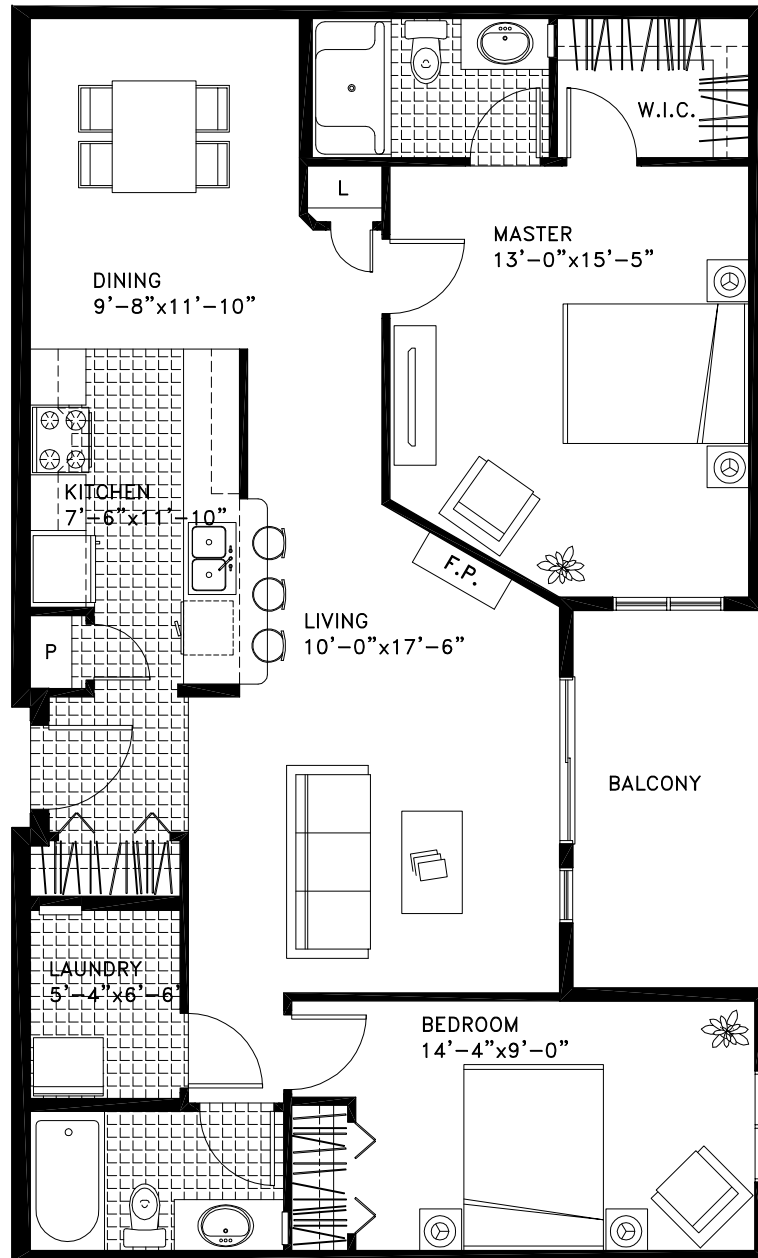 W.I.C.
L
MASTER
13'-0"x15'-5"
DINING
9'-8"x11'-10"
KITCHEN
7'-6"x11'-10"
F.P.
LIVING
10'-0"x17'-6"
P
BALCONY
LAUNDRY
5'-4"x6'-6'
BEDROOM
14'-4"x9'-0"